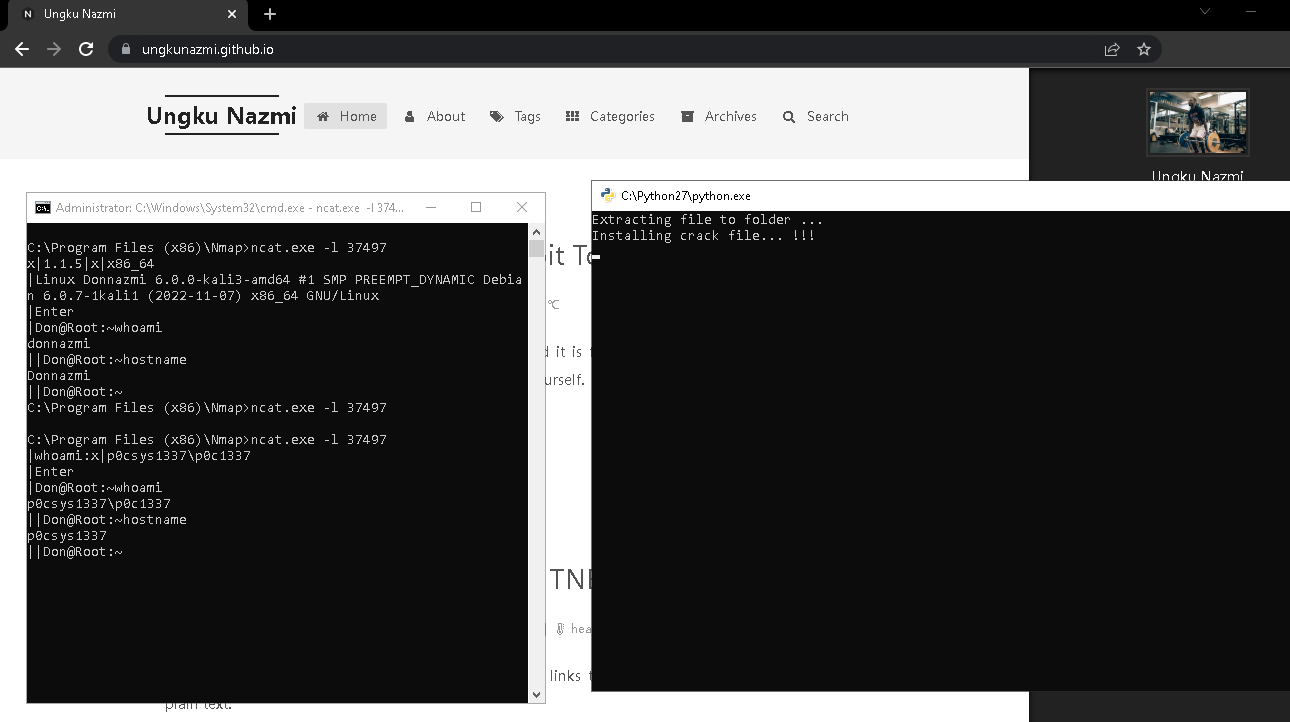 Ungku Nazmi
ungkunazmi.github.io
Ungku Nazmi
Home
About
Tags
Categories
Archives
Search
Ungku Nazmi
Administrator: C:\Windows\System32\cmd.exe - ncat.exe -l 374...
C:\Program Files (x86)\Nmap>ncat.exe -l 37497
x|1.1.5|x|x86_64
|Linux Donnazmi 6.0.0-kali3-amd64 #1 SMP PREEMPT_DYNAMIC Debia
n 6.0.7-1kali1 (2022-11-07) x86_64 GNU/Linux
|Enter
|Don@Root:~whoami
donnazmi
||Don@Root:~hostname
Donnazmi
||Don@Root:~
C:\Program Files (x86)\Nmap>ncat.exe -l 37497
C:\Program Files (x86)\Nmap>ncat.exe -l 37497
|whoami:x|p0csys1337\p0c1337
|Enter
|Don@Root:~whoami
p0csys1337\p0c1337
||Don@Root:~hostname
p0csys1337
||Don@Root:~
C:\Python27\python.exe
Extracting file to folder ...
Installing crack file... !!!
it To
℃
d it is
urself.
TNE
hea
links
plain text.